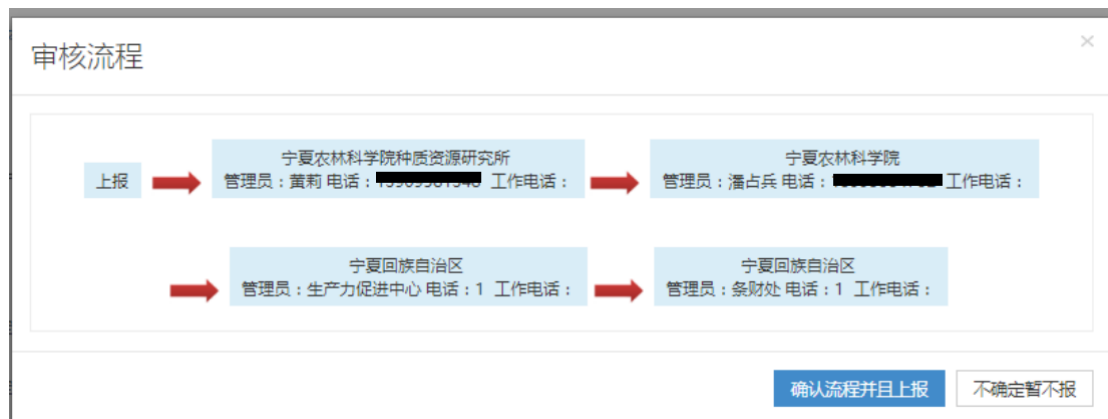 审核流程
×
上报
宁夏农林科学院种质资源研究所
管理员：黄莉 电话： 工作电话：
宁夏农林科学院
管理员：潘占兵 电话： 工作电话：
宁夏回族自治区
管理员：生产力促进中心 电话：1 工作电话：
宁夏回族自治区
管理员：条财处 电话：1 工作电话：
确认流程并且上报
不确定暂不报